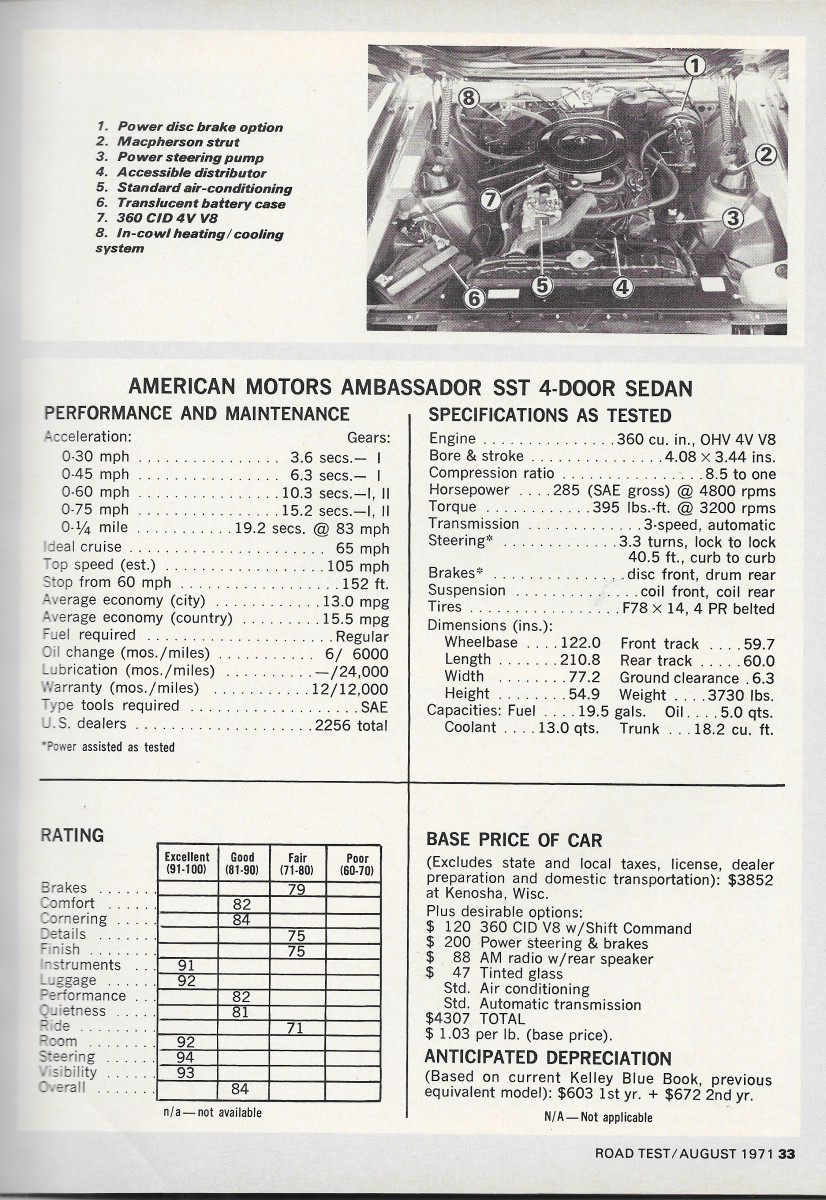 1. Power disc brake option
2. Macpherson strut
3. Power steering pump
4. Accessible distributor
5. Standard air-conditioning
6. Translucent battery case
7. 360 CID 4V V8
8. In-cowl heating/cooling
system
1
8
2
7
3
6
5
4
AMERICAN MOTORS AMBASSADOR SST 4-DOOR SEDAN
PERFORMANCE AND MAINTENANCE
Acceleration: Gears:
0-30 mph . . . . . . . . . . . . . . . . 3.6 secs.— I
0-45 mph . . . . . . . . . . . . . . . . 6.3 secs.— I
0-60 mph . . . . . . . . . . . . . . . 10.3 secs.—I, II
0-75 mph . . . . . . . . . . . . . . . 15.2 secs.—I, II
0-¼ mile . . . . . . . . . . . 19.2 secs. @ 83 mph
Ideal cruise . . . . . . . . . . . . . . . . . . . . . . 65 mph
Top speed (est.) . . . . . . . . . . . . . . . . . . 105 mph
Stop from 60 mph . . . . . . . . . . . . . . . . . . 152 ft.
Average economy (city) . . . . . . . . . . . . 13.0 mpg
Average economy (country) . . . . . . . . . 15.5 mpg
Fuel required . . . . . . . . . . . . . . . . . . . . . Regular
Oil change (mos./miles) . . . . . . . . . . . 6/ 6000
Lubrication (mos./miles) . . . . . . . . . . —/24,000
Warranty (mos./miles) . . . . . . . . . . . 12/12,000
Type tools required . . . . . . . . . . . . . . . . . . . SAE
U.S. dealers . . . . . . . . . . . . . . . . . . . . 2256 total
*Power assisted as tested
SPECIFICATIONS AS TESTED
Engine . . . . . . . . . . . . . . . 360 cu. in., OHV 4V V8
Bore & stroke . . . . . . . . . . . . . . . . 4.08 × 3.44 ins.
Compression ratio . . . . . . . . . . . . . . . . 8.5 to one
Horsepower . . . . 285 (SAE gross) @ 4800 rpms
Torque . . . . . . . . . . . . 395 lbs.-ft. @ 3200 rpms
Transmission . . . . . . . . . . . . . 3-speed, automatic
Steering* . . . . . . . . . . . . . 3.3 turns, lock to lock
40.5 ft., curb to curb
Brakes* . . . . . . . . . . . . . . . disc front, drum rear
Suspension . . . . . . . . . . . . . . . coil front, coil rear
Tires . . . . . . . . . . . . . . . . . F78 × 14, 4 PR belted
Dimensions (ins.):
Wheelbase . . . . 122.0 Front track . . . . 59.7
Length . . . . . . . 210.8 Rear track . . . . . 60.0
Width . . . . . . . . 77.2 Ground clearance . 6.3
Height . . . . . . . . 54.9 Weight . . . . 3730 lbs.
Capacities: Fuel . . . . 19.5 gals. Oil . . . . 5.0 qts.
Coolant . . . . 13.0 qts. Trunk . . . 18.2 cu. ft.
RATING
Excellent (91-100) Good (81-90) Fair (71-80) Poor (60-70)
Brakes . . . . . . . 79
Comfort . . . . . . 82
Cornering . . . . . 84
Details . . . . . . . 75
Finish . . . . . . . . 75
Instruments . . . 91
Luggage . . . . . . 92
Performance . . . 82
Quietness . . . . . 81
Ride . . . . . . . . . 71
Room . . . . . . . . 92
Steering . . . . . . 94
Visibility . . . . . . 93
Overall . . . . . . . 84
n/a—not available
BASE PRICE OF CAR
(Excludes state and local taxes, license, dealer
preparation and domestic transportation): $3852
at Kenosha, Wisc.
Plus desirable options:
$ 120 360 CID V8 w/Shift Command
$ 200 Power steering & brakes
$ 88 AM radio w/rear speaker
$ 47 Tinted glass
Std. Air conditioning
Std. Automatic transmission
$4307 TOTAL
$ 1.03 per lb. (base price).
ANTICIPATED DEPRECIATION
(Based on current Kelley Blue Book, previous
equivalent model): $603 1st yr. + $672 2nd yr.
N/A—Not applicable
ROAD TEST/AUGUST 1971 33